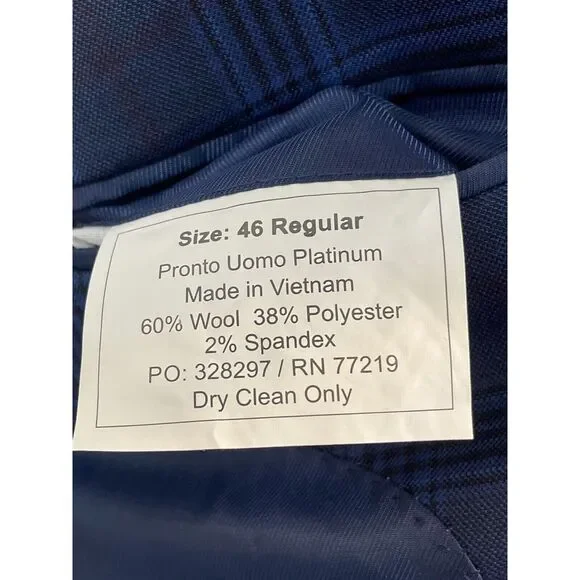 Size: 46 Regular
Pronto Uomo Platinum
Made in Vietnam
60% Wool 38% Polyester
2% Spandex
PO: 328297 / RN 77219
Dry Clean Only